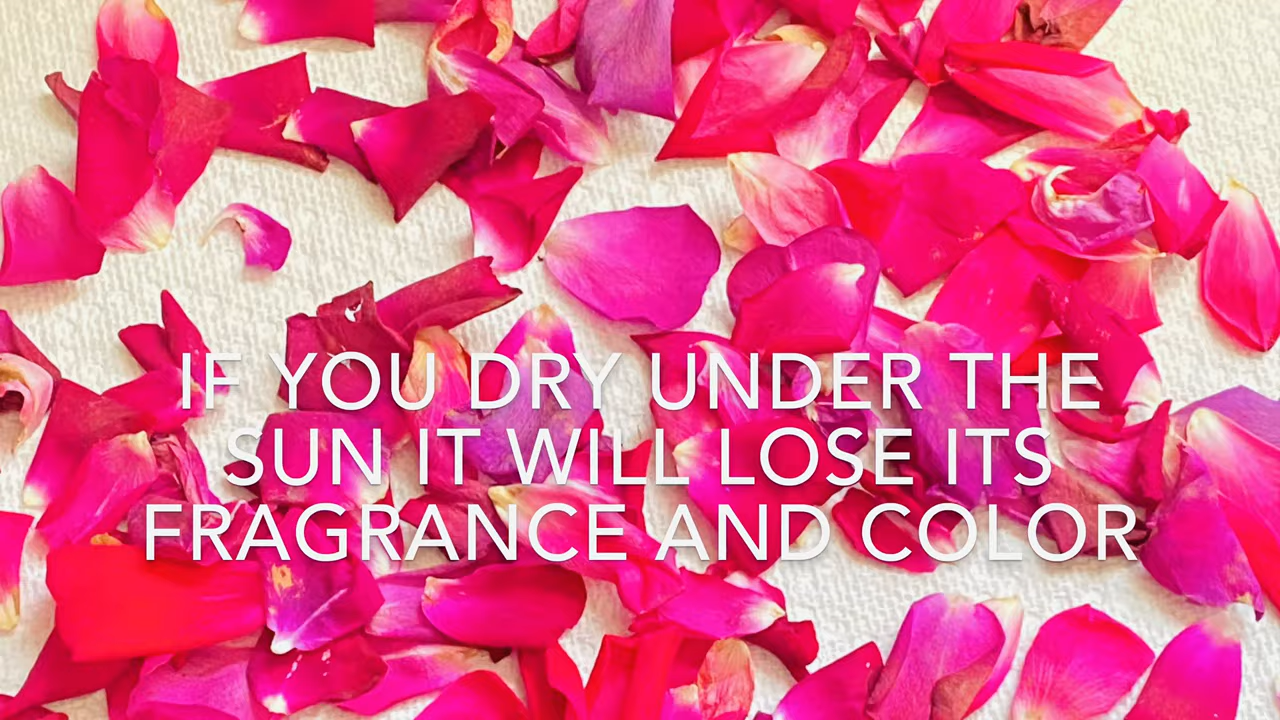 IF YOU DRY UNDER THE
SUN IT WILL LOSE ITS
FRAGRANCE AND COLOR